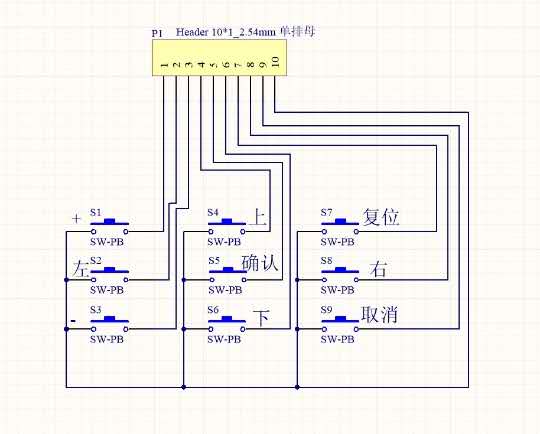 P1 Header 10*1_2.54mm 单排母
1 2 3 4 5 6 7 8 9 10
+ S1 SW-PB
S4 上 SW-PB
S7 复位 SW-PB
左 S2 SW-PB
S5 确认 SW-PB
S8 右 SW-PB
- S3 SW-PB
S6 下 SW-PB
S9 取消 SW-PB